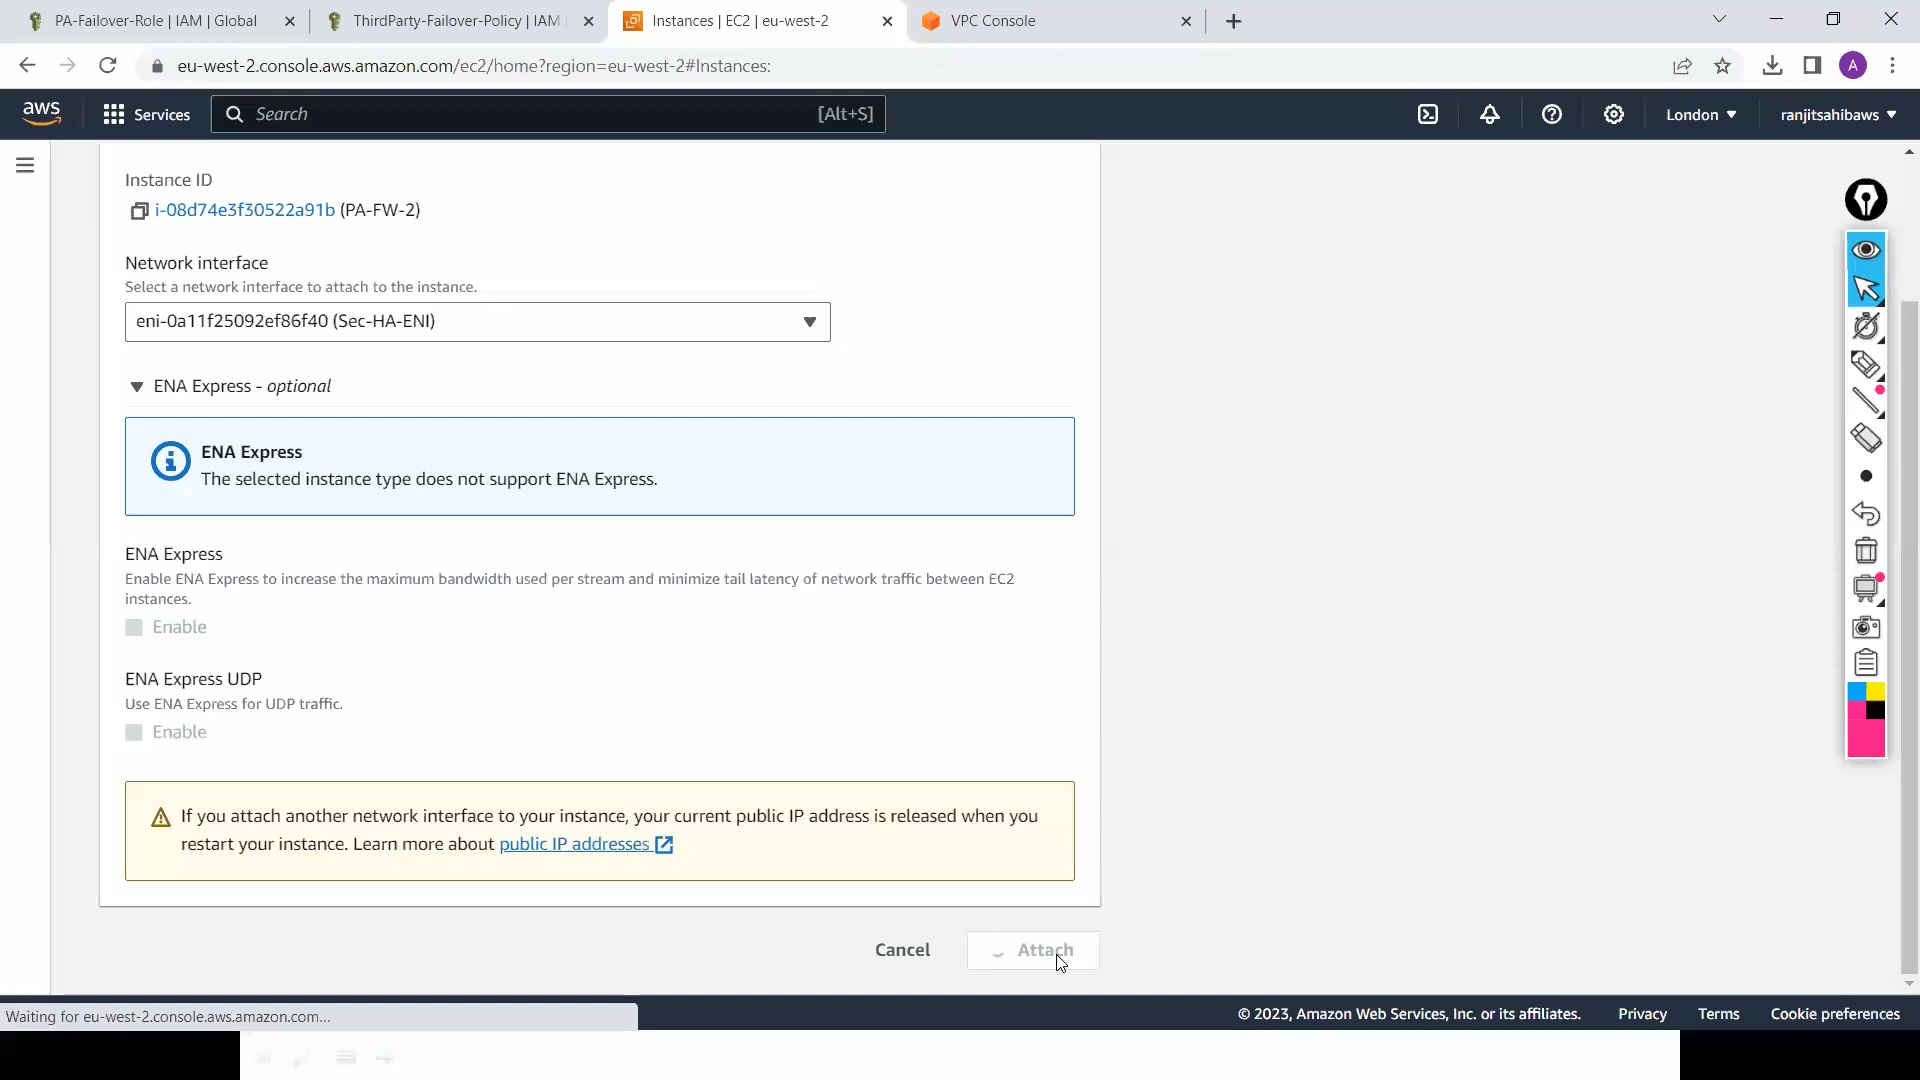 PA-Failover-Role | IAM | Global
ThirdParty-Failover-Policy | IAM
Instances | EC2 | eu-west-2
VPC Console
eu-west-2.console.aws.amazon.com/ec2/home?region=eu-west-2#Instances:
A
aws
Services
Search
[Alt+S]
London
ranjitsahibaws
Instance ID
i-08d74e3f30522a91b (PA-FW-2)
Network interface
Select a network interface to attach to the instance.
eni-0a11f25092ef86f40 (Sec-HA-ENI)
ENA Express - optional
ENA Express
The selected instance type does not support ENA Express.
ENA Express
Enable ENA Express to increase the maximum bandwidth used per stream and minimize tail latency of network traffic between EC2
instances.
Enable
ENA Express UDP
Use ENA Express for UDP traffic.
Enable
If you attach another network interface to your instance, your current public IP address is released when you
restart your instance. Learn more about public IP addresses
Cancel
Attach
Waiting for eu-west-2.console.aws.amazon.com...
© 2023, Amazon Web Services, Inc. or its affiliates.
Privacy
Terms
Cookie preferences